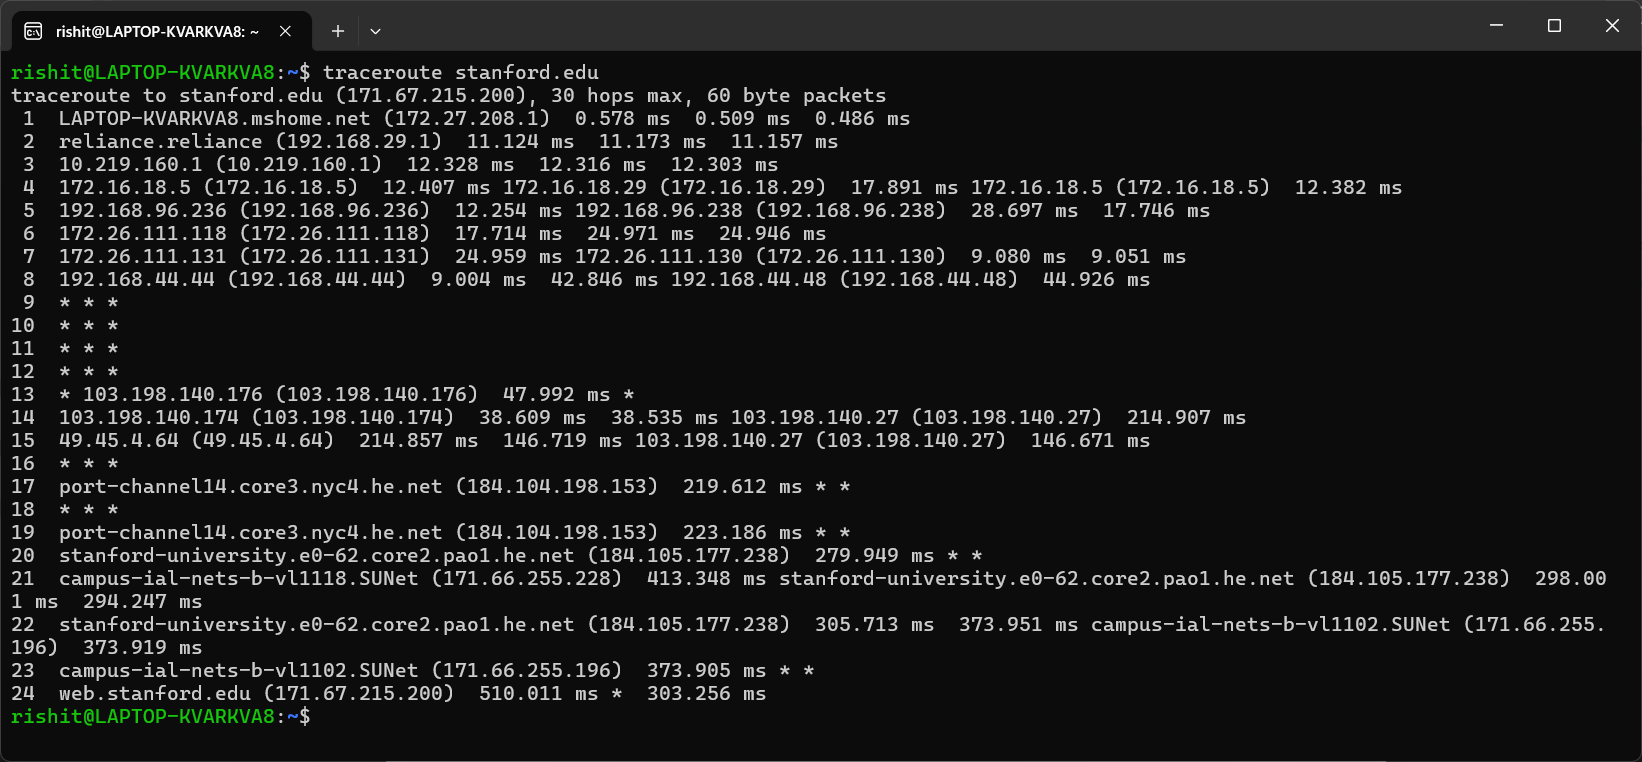 rishit@LAPTOP-KVARKVA8: ~
rishit@LAPTOP-KVARKVA8:~$ traceroute stanford.edu
traceroute to stanford.edu (171.67.215.200), 30 hops max, 60 byte packets
 1  LAPTOP-KVARKVA8.mshome.net (172.27.208.1)  0.578 ms  0.509 ms  0.486 ms
 2  reliance.reliance (192.168.29.1)  11.124 ms  11.173 ms  11.157 ms
 3  10.219.160.1 (10.219.160.1)  12.328 ms  12.316 ms  12.303 ms
 4  172.16.18.5 (172.16.18.5)  12.407 ms 172.16.18.29 (172.16.18.29)  17.891 ms 172.16.18.5 (172.16.18.5)  12.382 ms
 5  192.168.96.236 (192.168.96.236)  12.254 ms 192.168.96.238 (192.168.96.238)  28.697 ms  17.746 ms
 6  172.26.111.118 (172.26.111.118)  17.714 ms  24.971 ms  24.946 ms
 7  172.26.111.131 (172.26.111.131)  24.959 ms 172.26.111.130 (172.26.111.130)  9.080 ms  9.051 ms
 8  192.168.44.44 (192.168.44.44)  9.004 ms  42.846 ms 192.168.44.48 (192.168.44.48)  44.926 ms
 9  * * *
10  * * *
11  * * *
12  * * *
13  * 103.198.140.176 (103.198.140.176)  47.992 ms *
14  103.198.140.174 (103.198.140.174)  38.609 ms  38.535 ms 103.198.140.27 (103.198.140.27)  214.907 ms
15  49.45.4.64 (49.45.4.64)  214.857 ms  146.719 ms 103.198.140.27 (103.198.140.27)  146.671 ms
16  * * *
17  port-channel14.core3.nyc4.he.net (184.104.198.153)  219.612 ms * *
18  * * *
19  port-channel14.core3.nyc4.he.net (184.104.198.153)  223.186 ms * *
20  stanford-university.e0-62.core2.pao1.he.net (184.105.177.238)  279.949 ms * *
21  campus-ial-nets-b-vl1118.SUNet (171.66.255.228)  413.348 ms stanford-university.e0-62.core2.pao1.he.net (184.105.177.238)  298.00
1 ms  294.247 ms
22  stanford-university.e0-62.core2.pao1.he.net (184.105.177.238)  305.713 ms  373.951 ms campus-ial-nets-b-vl1102.SUNet (171.66.255.
196)  373.919 ms
23  campus-ial-nets-b-vl1102.SUNet (171.66.255.196)  373.905 ms * *
24  web.stanford.edu (171.67.215.200)  510.011 ms *  303.256 ms
rishit@LAPTOP-KVARKVA8:~$